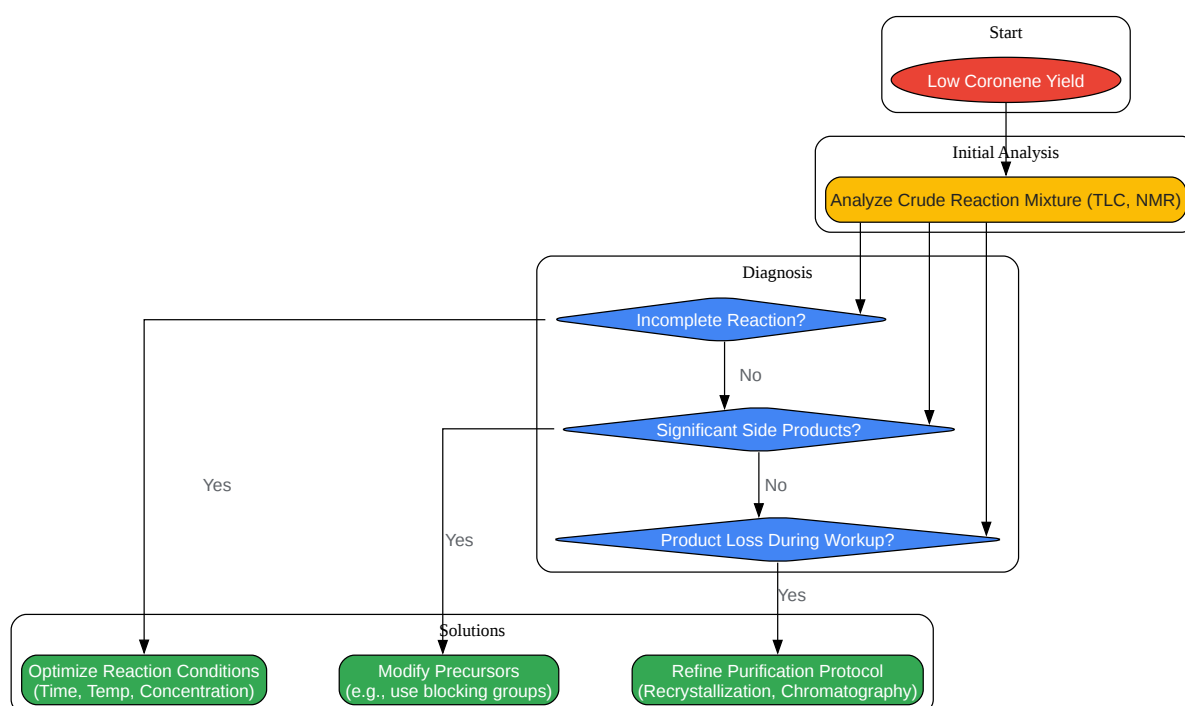 Start
Low Coronene Yield
Initial Analysis
Analyze Crude Reaction Mixture (TLC, NMR)
Diagnosis
Incomplete Reaction?
No
Significant Side Products?
Yes
No
Yes
Product Loss During Workup?
Yes
Solutions
Optimize Reaction Conditions
(Time, Temp, Concentration)
Modify Precursors
(e.g., use blocking groups)
Refine Purification Protocol
(Recrystallization, Chromatography)